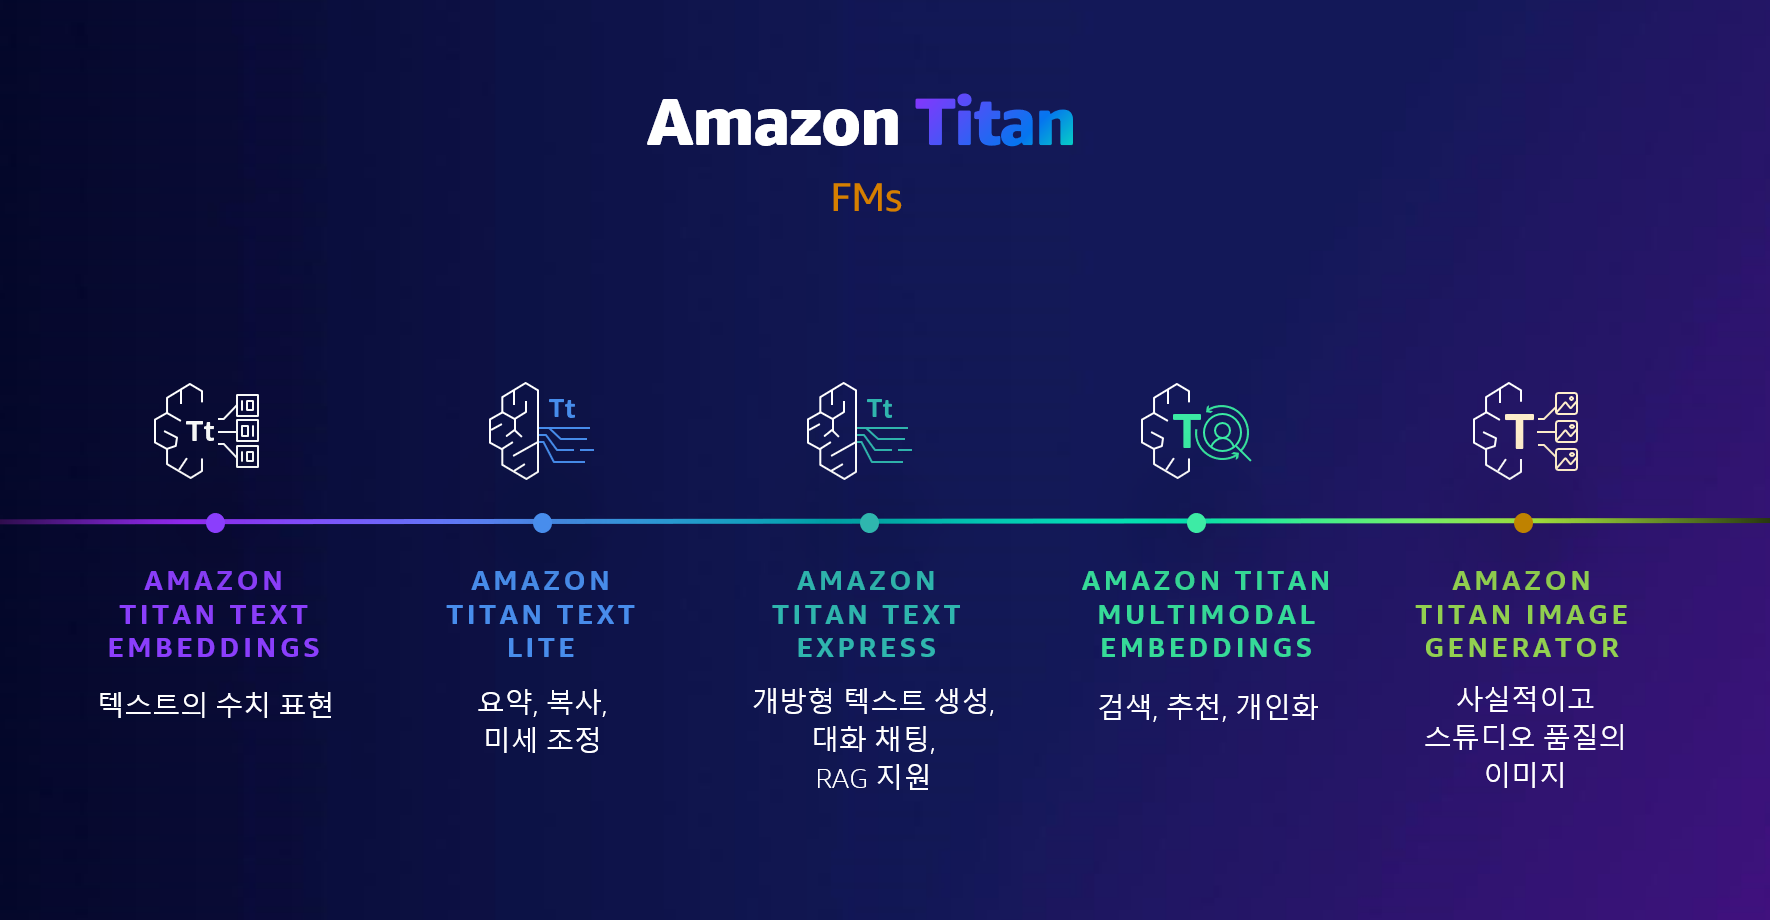 Amazon Titan
FMs
Tt
Tt
Tt
T
T
AMAZON
TITAN TEXT
EMBEDDINGS
텍스트의 수치 표현
AMAZON
TITAN TEXT
LITE
요약, 복사,
미세 조정
AMAZON
TITAN TEXT
EXPRESS
개방형 텍스트 생성,
대화 채팅,
RAG 지원
AMAZON TITAN
MULTIMODAL
EMBEDDINGS
검색, 추천, 개인화
AMAZON
TITAN IMAGE
GENERATOR
사실적이고
스튜디오 품질의
이미지